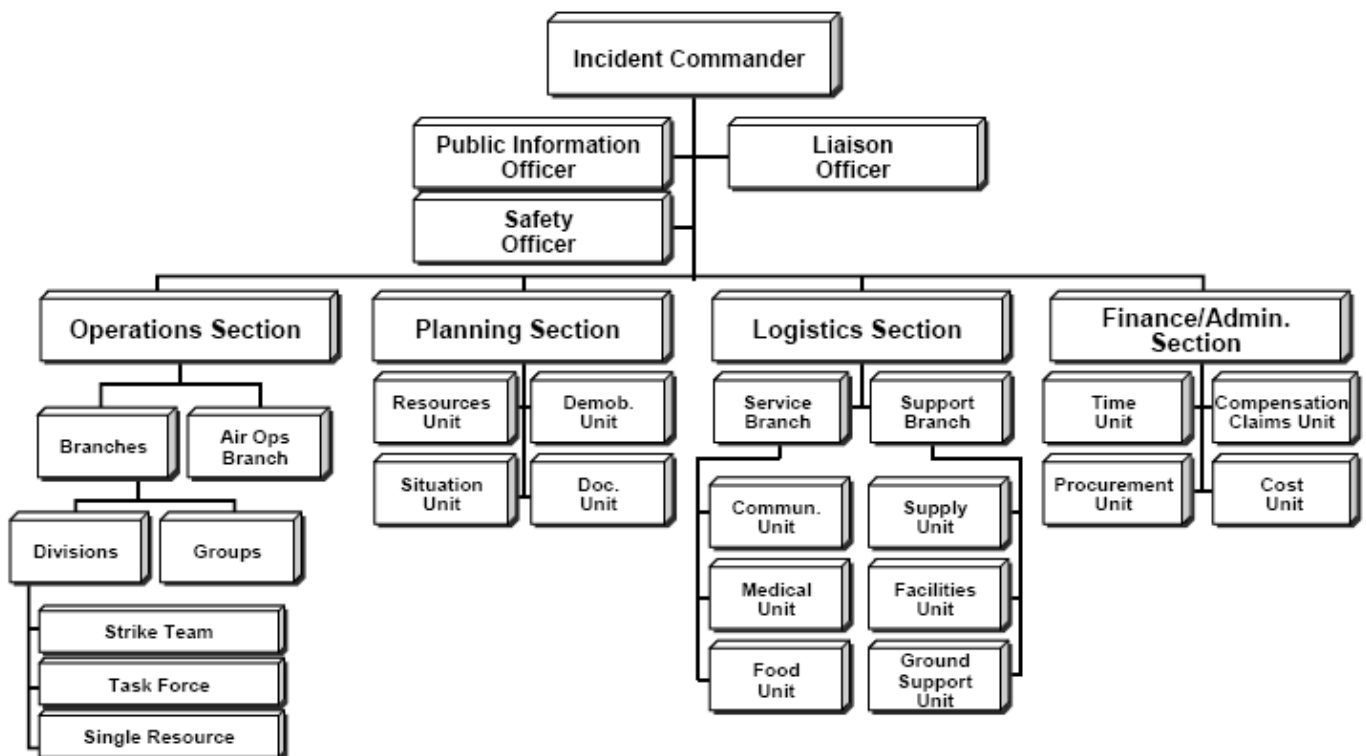 Incident Commander
Public Information
Officer
Liaison
Officer
Safety
Officer
Operations Section
Planning Section
Logistics Section
Finance/Admin.
Section
Branches
Air Ops
Branch
Divisions
Groups
Strike Team
Task Force
Single Resource
Resources
Unit
Demob.
Unit
Situation
Unit
Doc.
Unit
Service
Branch
Support
Branch
Commun.
Unit
Supply
Unit
Medical
Unit
Facilities
Unit
Food
Unit
Ground
Support
Unit
Time
Unit
Compensation
Claims Unit
Procurement
Unit
Cost
Unit